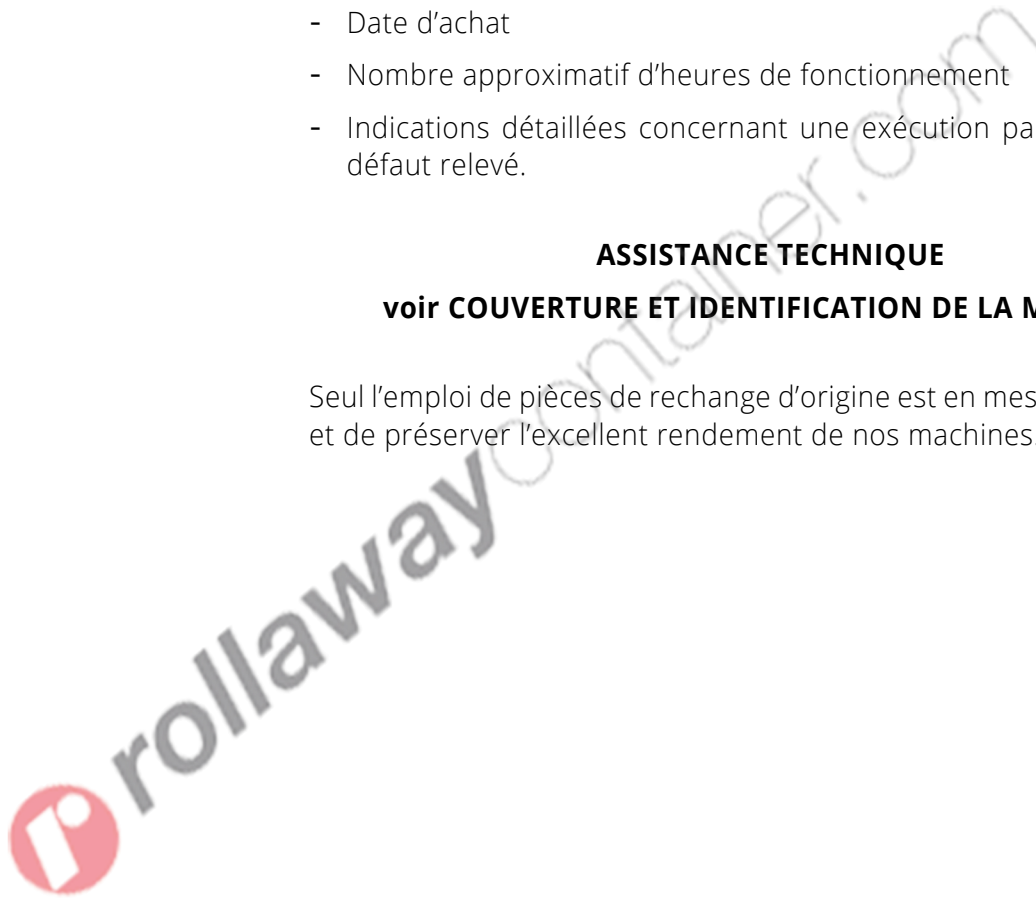 - Date d’achat
- Nombre approximatif d’heures de fonctionnement
- Indications détaillées concernant une exécution pa
défaut relevé.
ASSISTANCE TECHNIQUE
voir COUVERTURE ET IDENTIFICATION DE LA M
Seul l’emploi de pièces de rechange d’origine est en mes
et de préserver l’excellent rendement de nos machines
rollawaycontainer.com